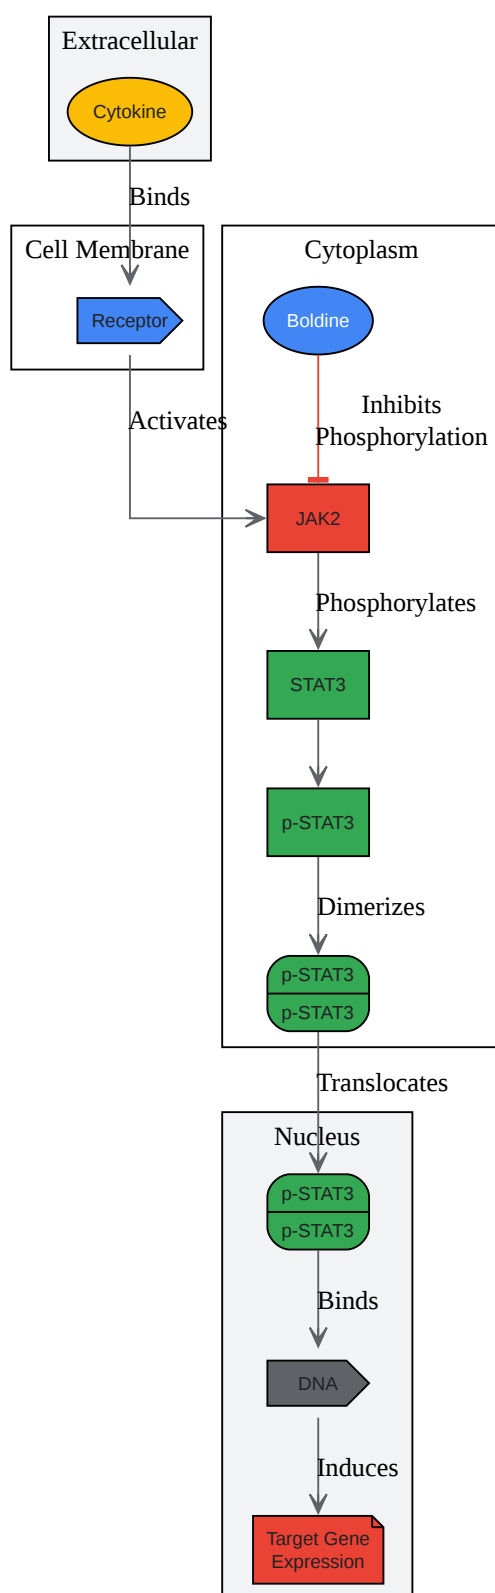 Extracellular
Cytokine
Binds
Cell Membrane
Receptor
Activates
Cytoplasm
Boldine
Inhibits
Phosphorylation
JAK2
Phosphorylates
STAT3
p-STAT3
Dimerizes
p-STAT3
p-STAT3
Translocates
Nucleus
p-STAT3
p-STAT3
Binds
DNA
Induces
Target Gene
Expression